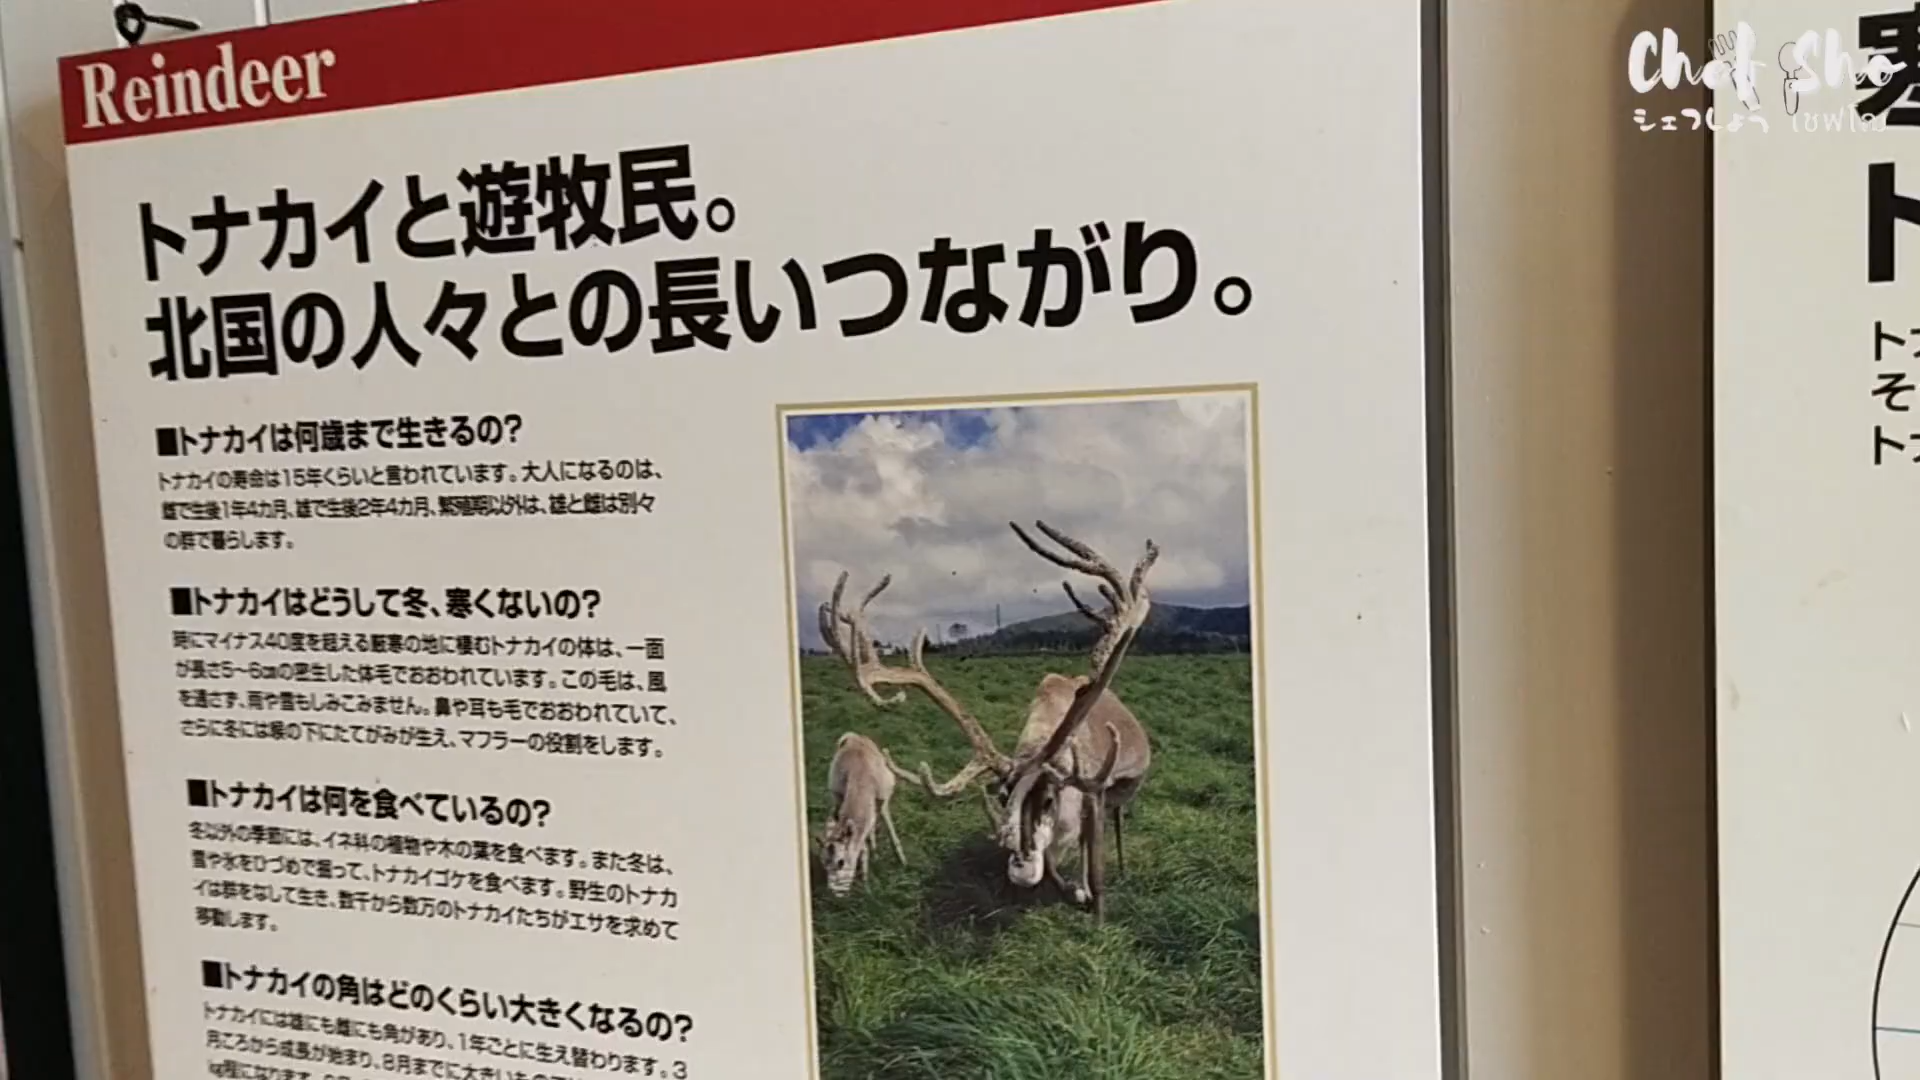 Reindeer
トナカイと遊牧民。
北国の人々との長いつながり。
■トナカイは何歳まで生きるの?
トナカイの寿命は15年くらいと言われています。大人になるのは、
雌で生後1年4カ月、雄で生後2年4カ月、繁殖期以外は、雄と雌は別々
の群で暮らします。
■トナカイはどうして冬、寒くないの?
時にマイナス40度を超える厳寒の地に棲むトナカイの体は、一面
が長さ5〜6㎝の密生した体毛でおおわれています。この毛は、風
を通さず、雨や雪もしみこみません。鼻や耳も毛でおおわれていて、
さらに冬には喉の下にたてがみが生え、マフラーの役割をします。
■トナカイは何を食べているの?
冬以外の季節には、イネ科の植物や木の葉を食べます。また冬は、
雪や氷をひづめで掘って、トナカイゴケを食べます。野生のトナカ
イは群をなして生き、数千から数万のトナカイたちがエサを求めて
移動します。
■トナカイの角はどのくらい大きくなるの?
トナカイには雄にも雌にも角があり、1年ごとに生え替わります。3
月ころから成長が始まり、8月までに大きいもので
㎏程になります。
Chef Sho
シェフしょう เชฟโชว์
寒
ト
トナ
そ
トナ